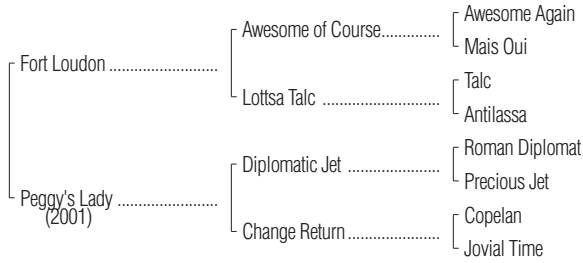 Awesome Again
Awesome of Course..............
Mais Oui
Fort Loudon ..........................
Talc
Lottsa Talc ............................
Antilassa
Roman Diplomat
Diplomatic Jet ......................
Precious Jet
Peggy's Lady ........................
(2001)
Copelan
Change Return......................
Jovial Time